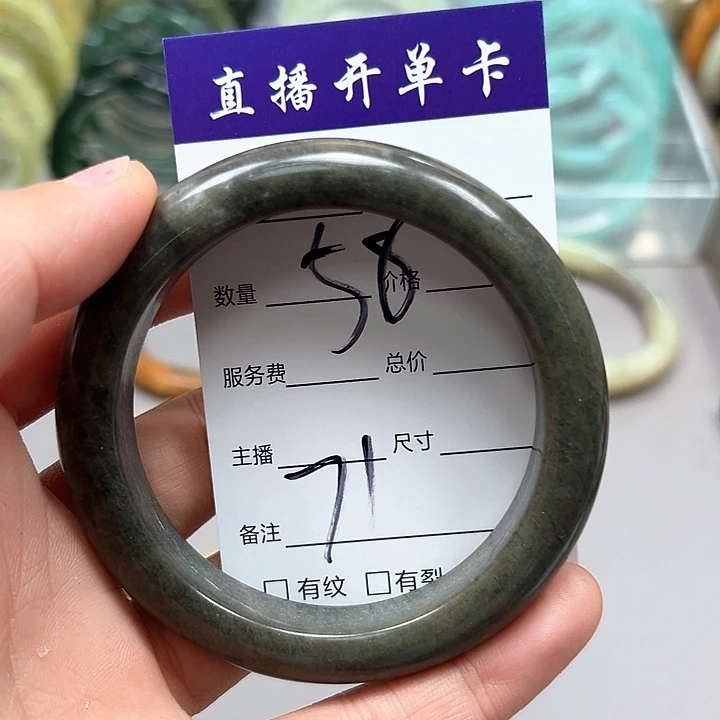 直播开单卡
58
数量 价格
服务费 总价
主播 尺寸
71
备注
□ 有纹 □ 有裂